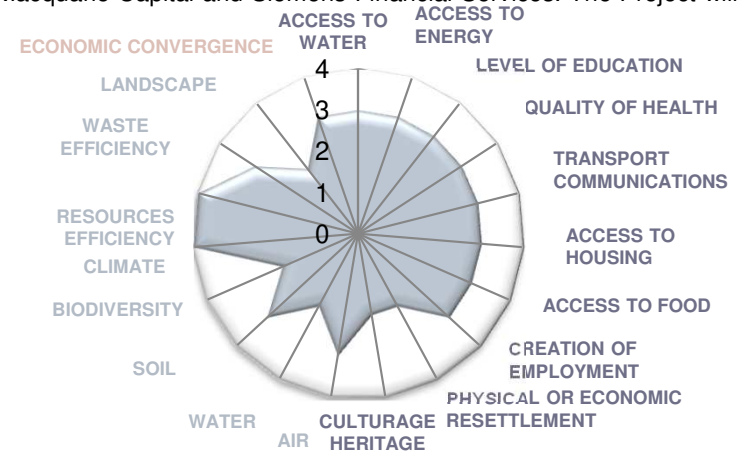 Macquarie Capital and Siemens Financial Services. The Project will
ACCESS TO
WATER
ACCESS TO
ENERGY
LEVEL OF EDUCATION
QUALITY OF HEALTH
TRANSPORT
COMMUNICATIONS
ACCESS TO
HOUSING
ACCESS TO FOOD
CREATION OF
EMPLOYMENT
PHYSICAL OR ECONOMIC
RESETTLEMENT
CULTURAGE
HERITAGE
AIR
WATER
SOIL
BIODIVERSITY
CLIMATE
RESOURCES
EFFICIENCY
WASTE
EFFICIENCY
LANDSCAPE
ECONOMIC CONVERGENCE
4
3
2
1
0